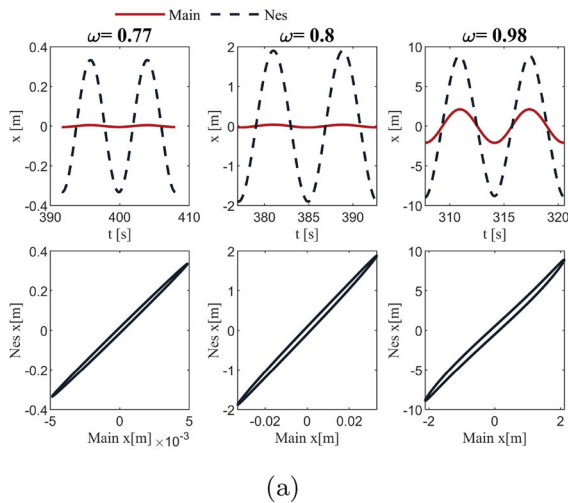 Main Nes
ω= 0.77 ω= 0.8 ω= 0.98
0.4 2 10
0.2 1 5
x [m] 0 x [m] 0 x [m] 0
-0.2 -1 -5
-0.4 -2 -10
390 400 410 380 385 390 310 315 320
t [s] t [s] t [s]
0.4 2 10
0.2 1 5
Nes x[m] 0 Nes x[m] 0 Nes x[m] 0
-0.2 -1 -5
-0.4 -2 -10
-5 0 5 -0.02 0 0.02 -2 -1 0 1 2
Main x[m] ×10-3 Main x[m] Main x[m]
(a)